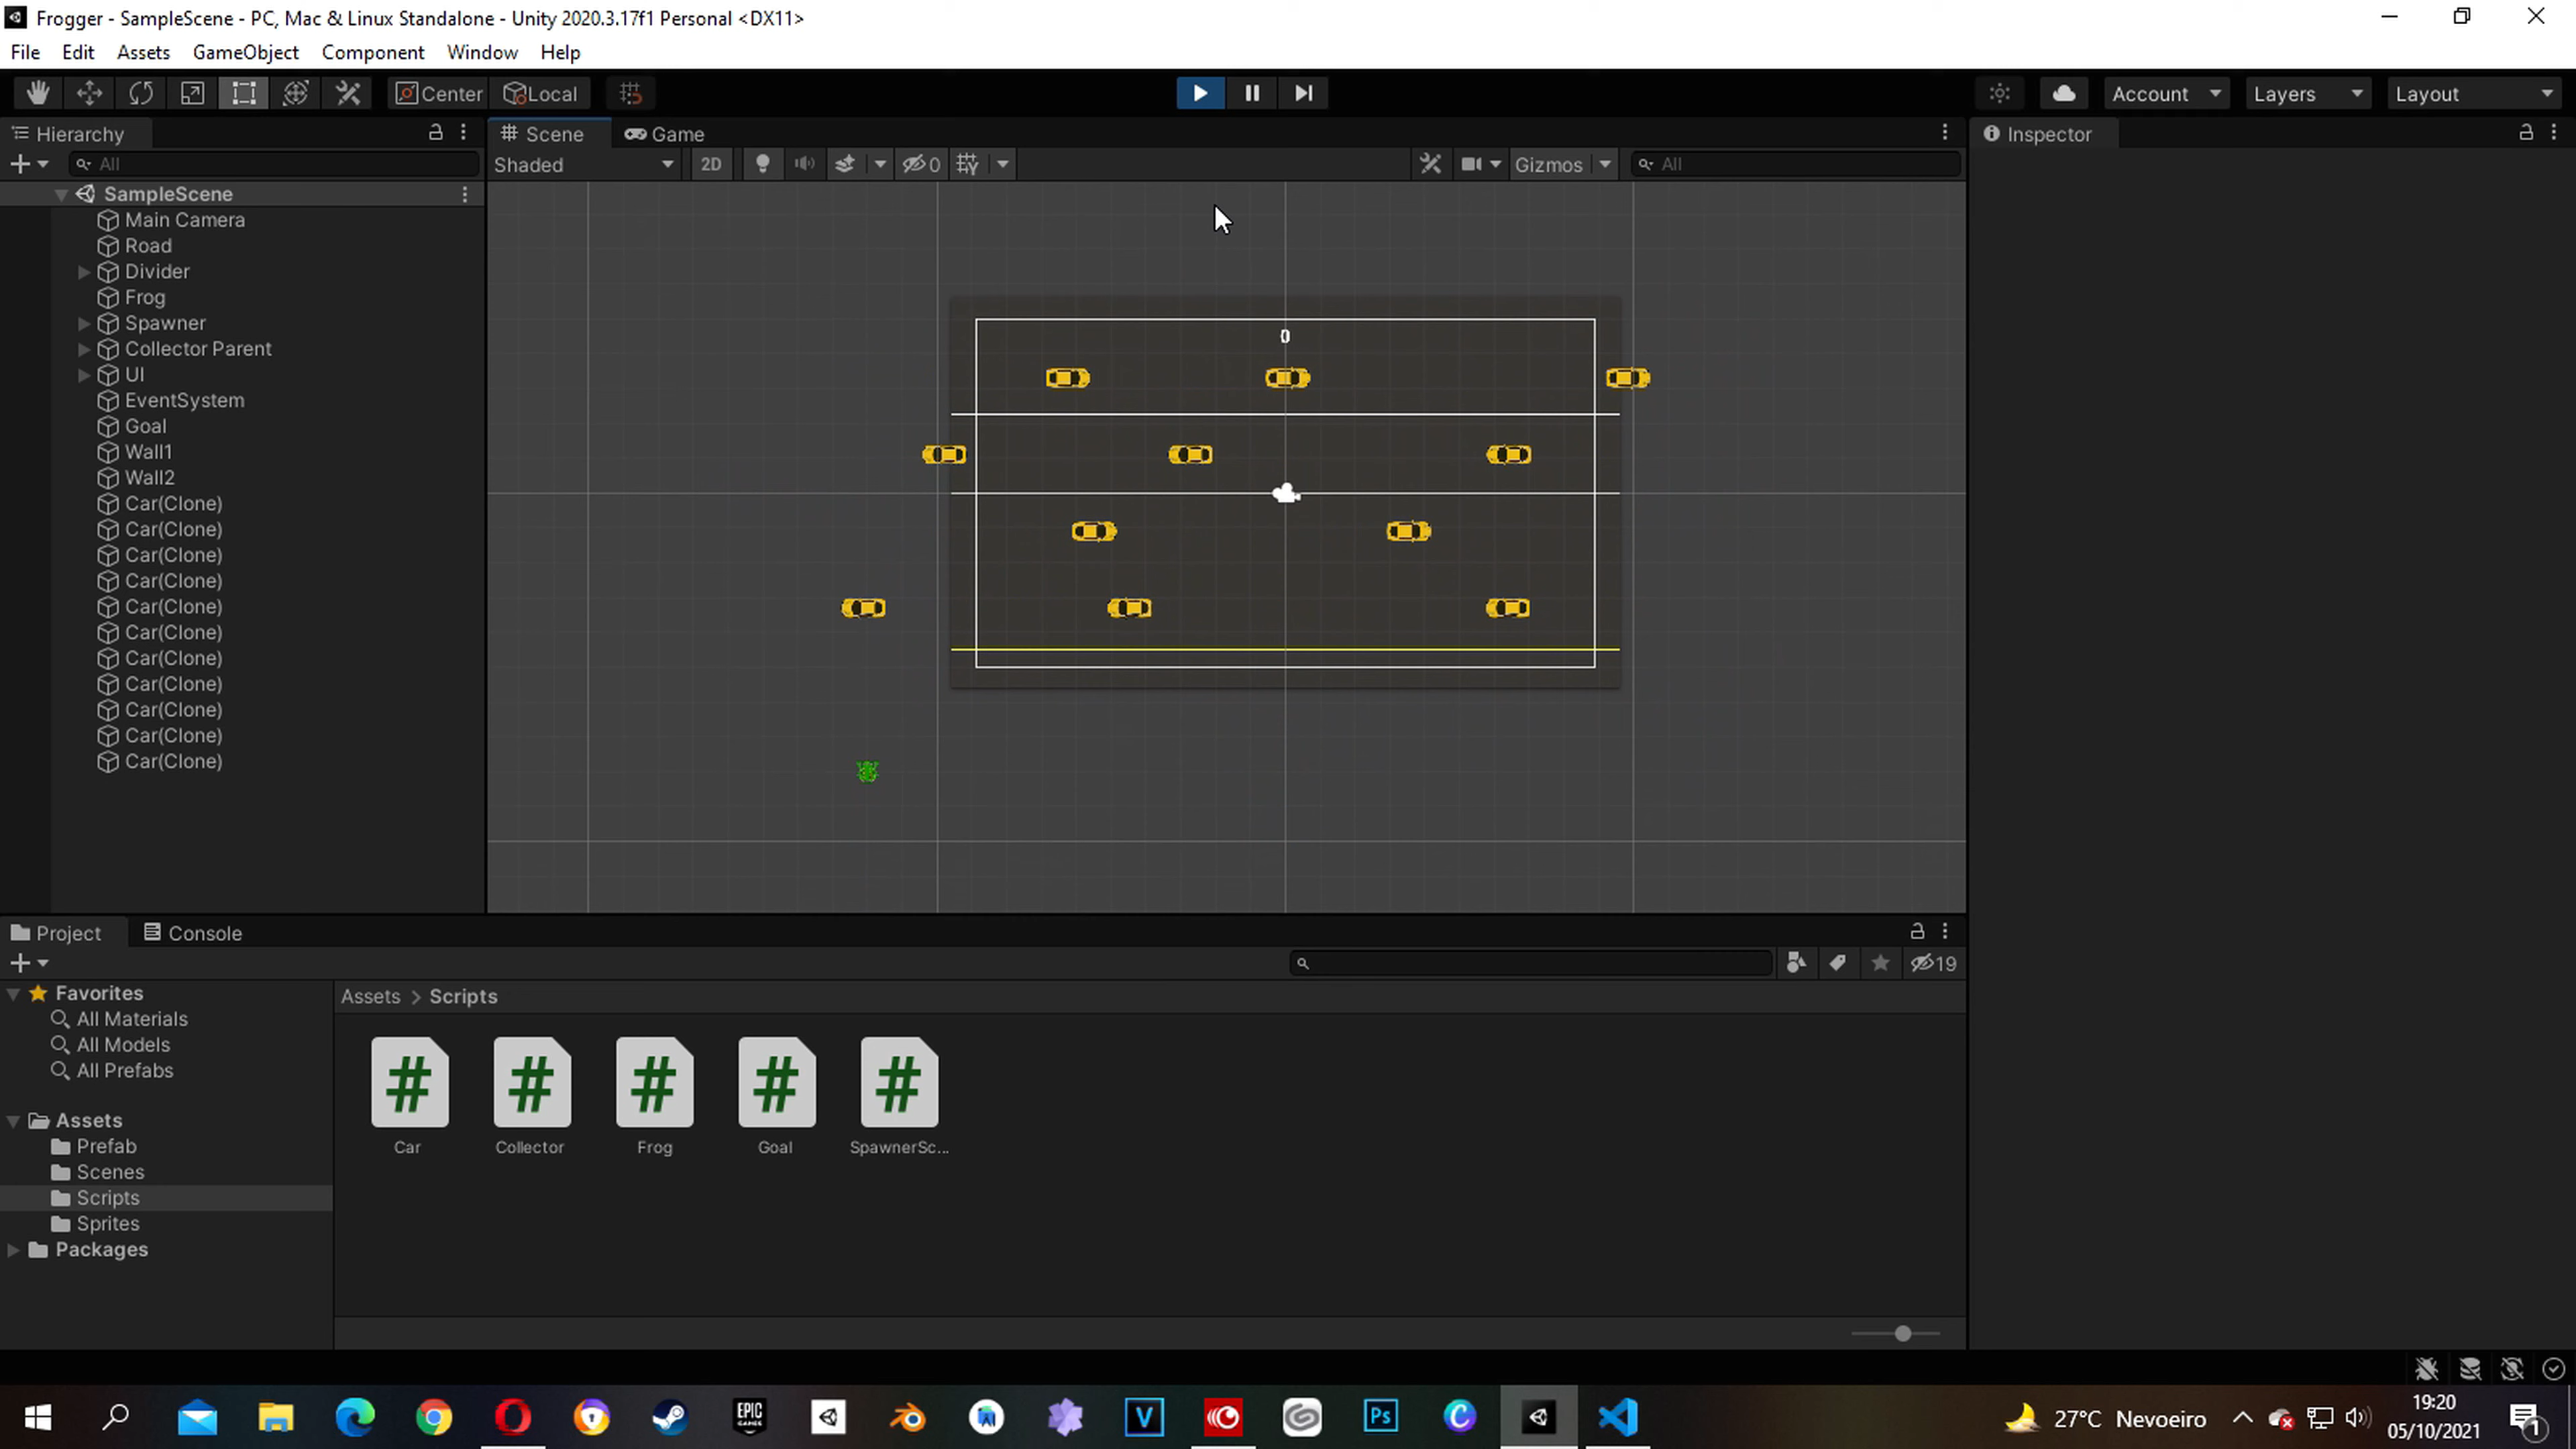 Frogger - SampleScene - PC, Mac & Linux Standalone - Unity 2020.3.17f1 Personal <DX11>
File Edit Assets GameObject Component Window Help
Center Local Account Layers Layout
Hierarchy
All
SampleScene
Main Camera
Road
Divider
Frog
Spawner
Collector Parent
UI
EventSystem
Goal
Wall1
Wall2
Car(Clone)
Car(Clone)
Car(Clone)
Car(Clone)
Car(Clone)
Car(Clone)
Car(Clone)
Car(Clone)
Car(Clone)
Car(Clone)
Car(Clone)
Scene Game
Shaded 2D 0 Gizmos All
0
Inspector
Project Console
19
Favorites
All Materials
All Models
All Prefabs
Assets
Prefab
Scenes
Scripts
Sprites
Packages
Assets > Scripts
#
#
#
#
#
Car
Collector
Frog
Goal
SpawnerSc...
EPIC
GAMES
V
Ps
C
27°C Nevoeiro
19:20
05/10/2021
1